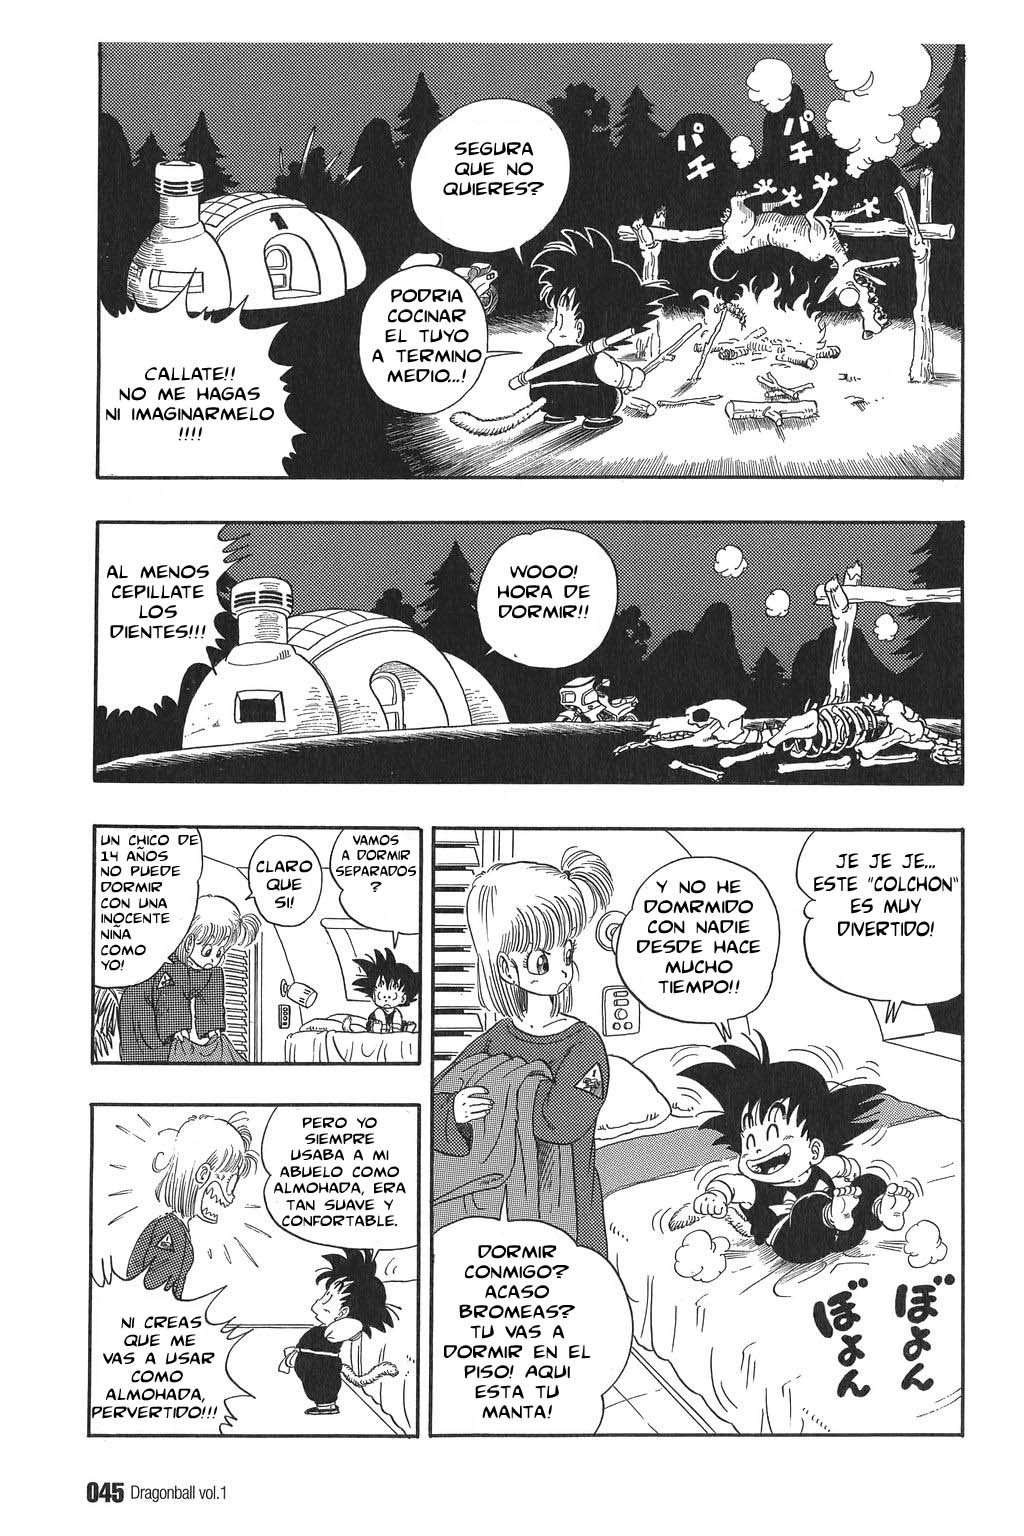 SEGURA
QUE NO
QUIERES?
パチ
パチ
PODRIA
COCINAR
EL TUYO
A TERMINO
MEDIO...!
1
CALLATE!!
NO ME HAGAS
NI IMAGINARMELO
!!!!
WOOO!
HORA DE
DORMIR!!
AL MENOS
CEPILLATE
LOS
DIENTES!!!
JE JE JE...
ESTE "COLCHON"
ES MUY
DIVERTIDO!
Y NO HE
DOMRMIDO
CON NADIE
DESDE HACE
MUCHO
TIEMPO!!
ぼよん
ぼよん
DORMIR
CONMIGO?
ACASO
BROMEAS?
TU VAS A
DORMIR EN EL
PISO! AQUI
ESTA TU
MANTA!
VAMOS
A DORMIR
SEPARADOS
?
CLARO
QUE
SI!
UN CHICO DE
14 AÑOS
NO PUEDE
DORMIR
CON UNA
INOCENTE
NIÑA
COMO
YO!
PERO YO
SIEMPRE
USABA A MI
ABUELO COMO
ALMOHADA, ERA
TAN SUAVE Y
CONFORTABLE.
NI CREAS
QUE ME
VAS A USAR
COMO
ALMOHADA,
PERVERTIDO!!!
045 Dragonball vol.1